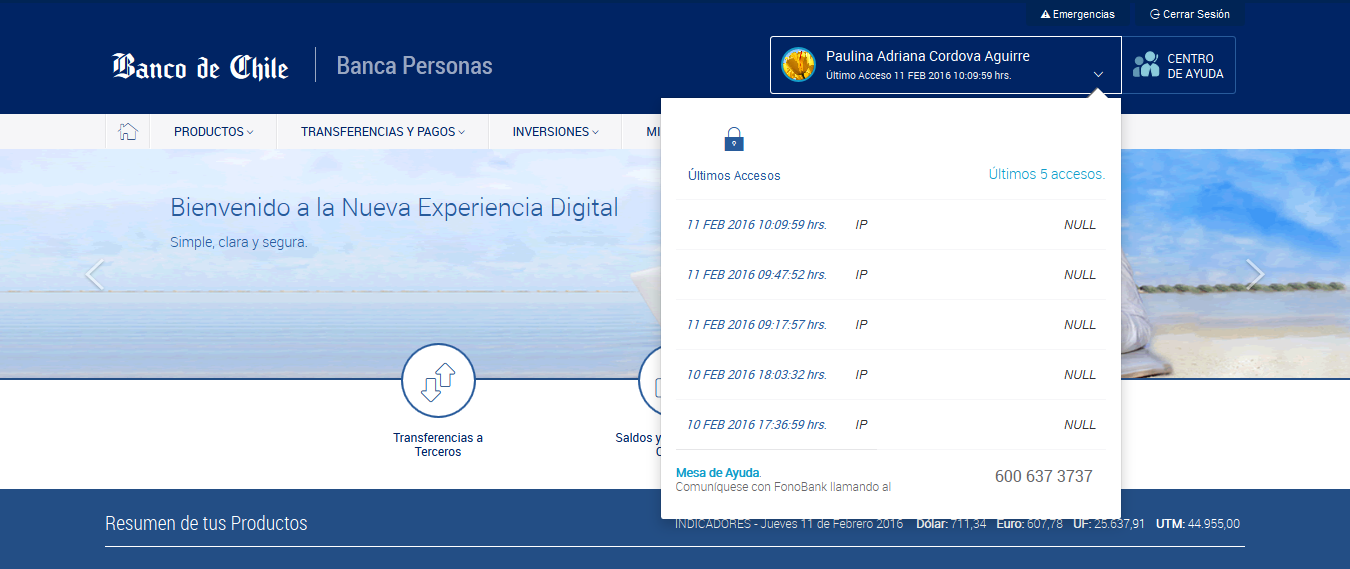 Emergencias
Cerrar Sesión
Banco de Chile
Banca Personas
Paulina Adriana Cordova Aguirre
Último Acceso 11 FEB 2016 10:09:59 hrs.
CENTRO
DE AYUDA
PRODUCTOS
TRANSFERENCIAS Y PAGOS
INVERSIONES
MI
Bienvenido a la Nueva Experiencia Digital
Simple, clara y segura.
Últimos Accesos
Últimos 5 accesos.
11 FEB 2016 10:09:59 hrs. IP NULL
11 FEB 2016 09:47:52 hrs. IP NULL
11 FEB 2016 09:17:57 hrs. IP NULL
10 FEB 2016 18:03:32 hrs. IP NULL
10 FEB 2016 17:36:59 hrs. IP NULL
Mesa de Ayuda.
Comuníquese con FonoBank llamando al
600 637 3737
Transferencias a
Terceros
Saldos y
Resumen de tus Productos
INDICADORES - Jueves 11 de Febrero 2016 Dólar: 711,34 Euro: 607,78 UF: 25.637,91 UTM: 44.955,00